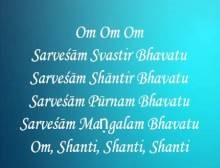 Om Om Om
Sarveśām Svastir Bhavatu
Sarveśām Shāntir Bhavatu
Sarveśām Pūrnam Bhavatu
Sarveśām Maṅgalam Bhavatu
Om, Shanti, Shanti, Shanti